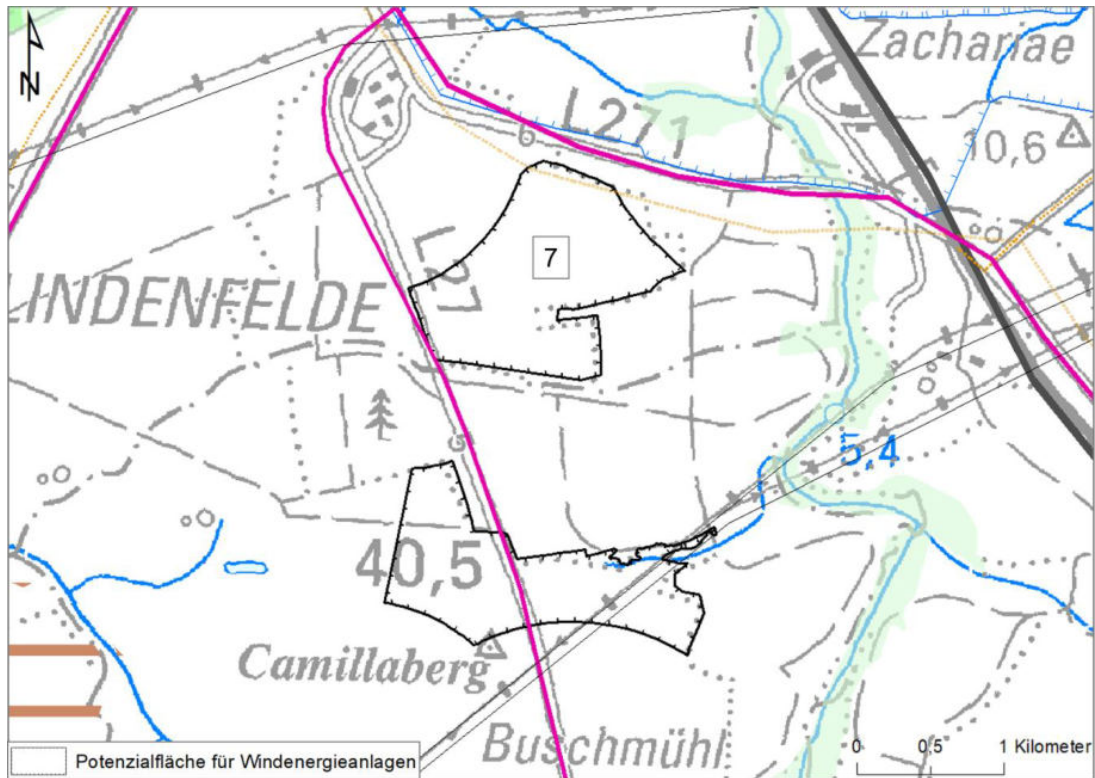 N
Zachariae
L271
10,6
7
L27
LINDENFELDE
5,4
40,5
Camillaberg
Buschmühl
0 0,5 1 Kilometer
Potenzialfläche für Windenergieanlagen